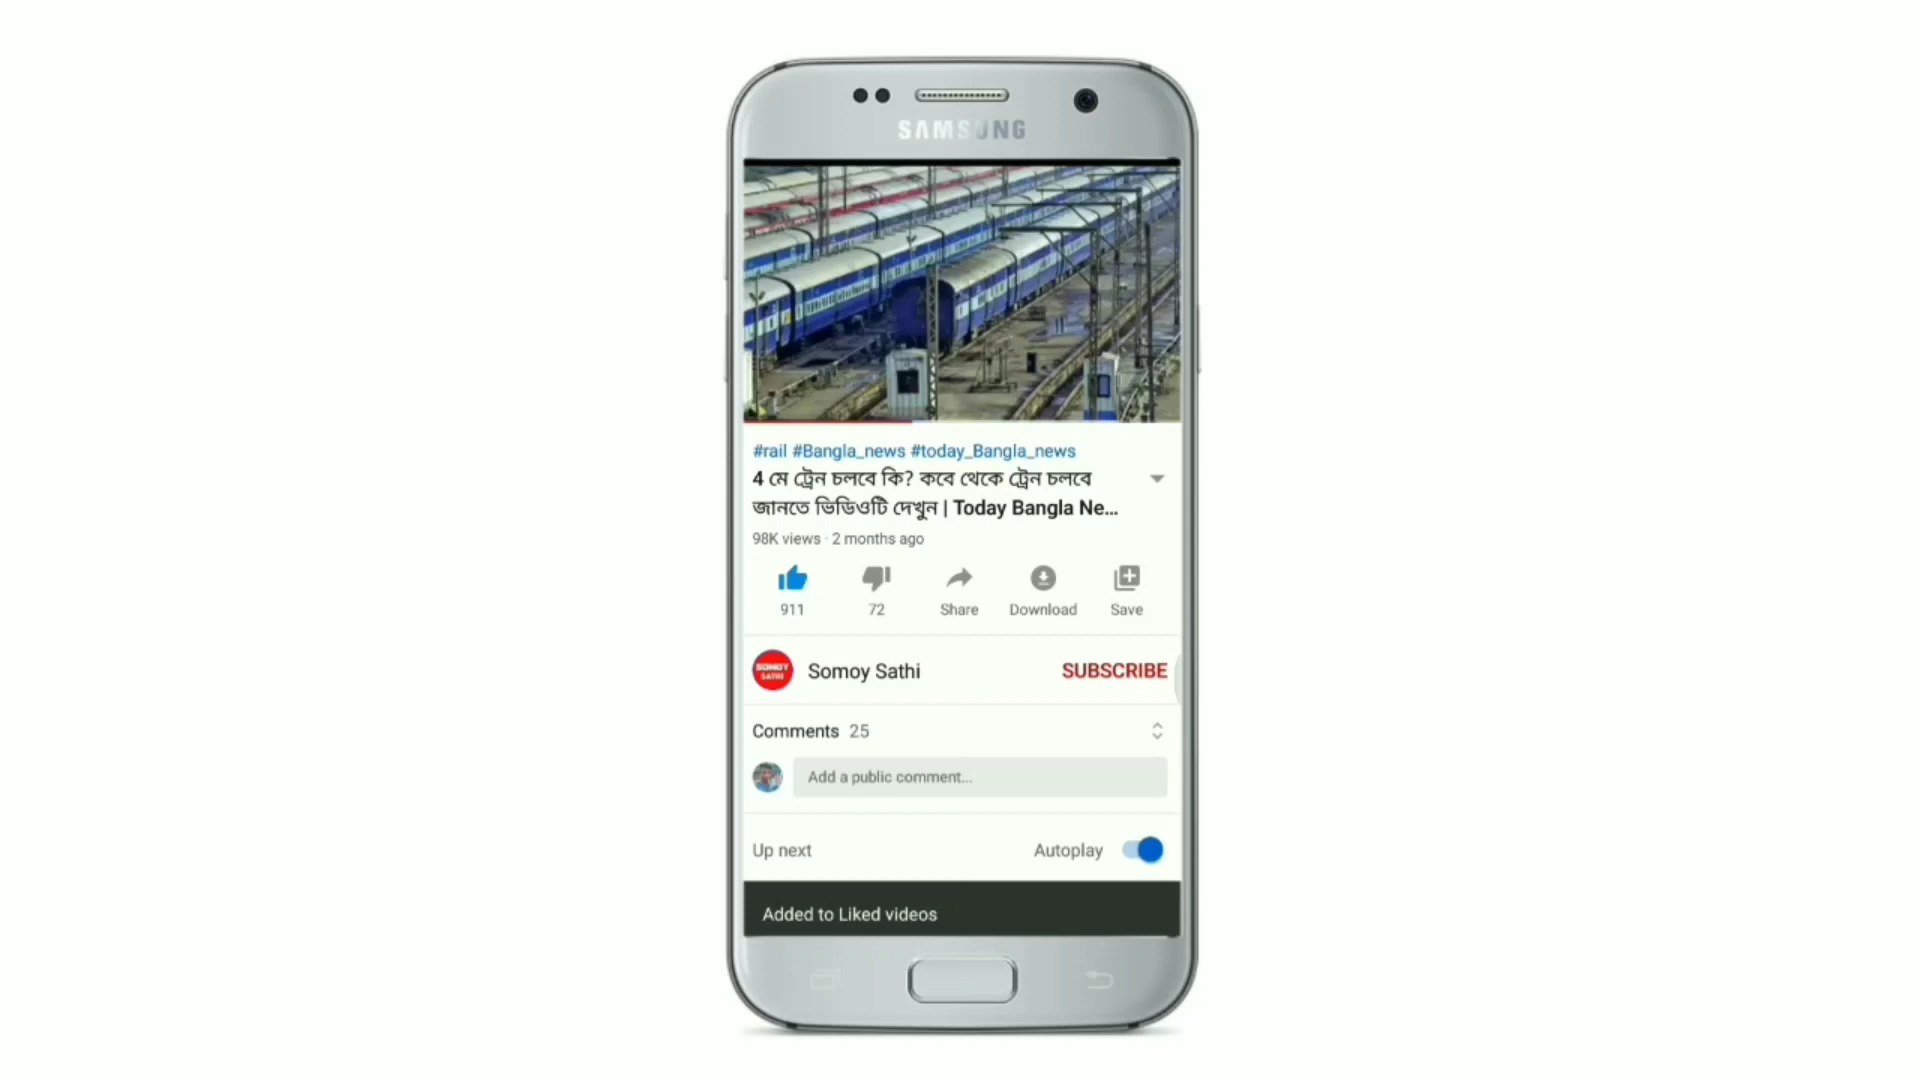 SAMSUNG
#rail #Bangla_news #today_Bangla_news
4 মে ট্রেন চলবে কি? কবে থেকে ট্রেন চলবে
জানতে ভিডিওটি দেখুন | Today Bangla Ne...
98K views · 2 months ago
911 72 Share Download Save
SOMOY
SATHI
Somoy Sathi SUBSCRIBE
Comments 25
Add a public comment...
Up next Autoplay
Added to Liked videos